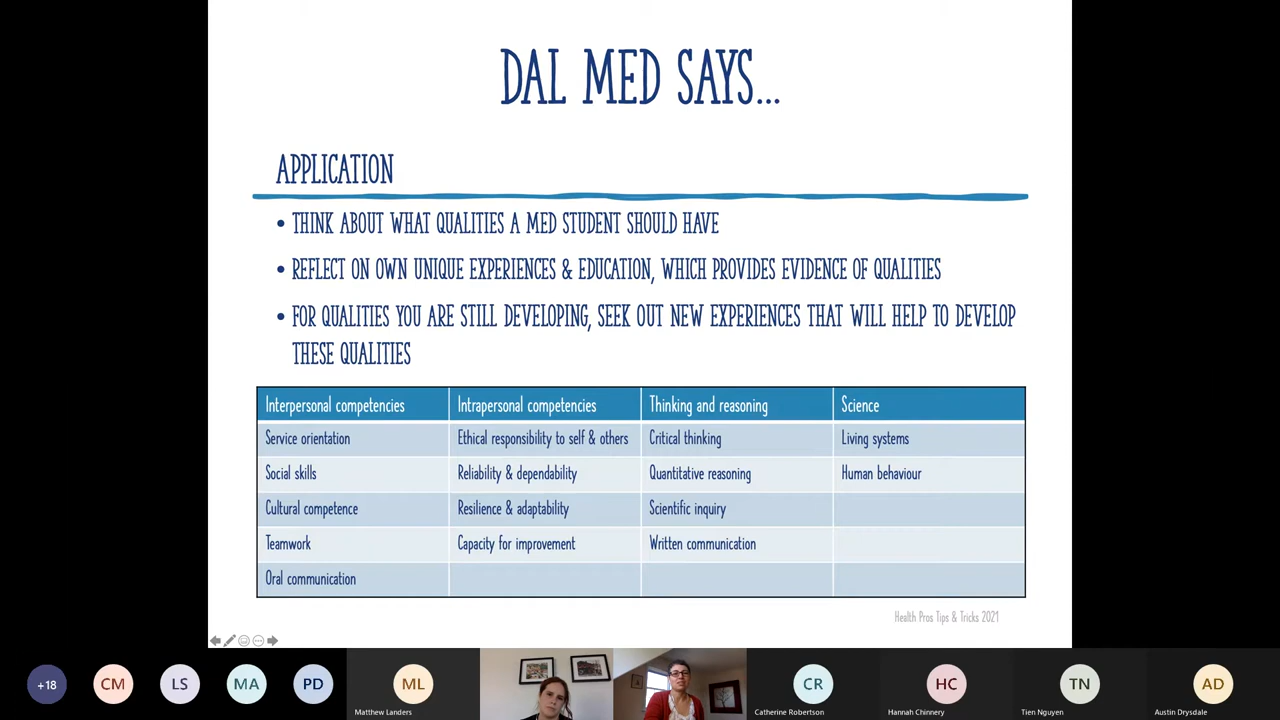 DAL MED SAYS...
APPLICATION
• THINK ABOUT WHAT QUALITIES A MED STUDENT SHOULD HAVE
• REFLECT ON OWN UNIQUE EXPERIENCES & EDUCATION, WHICH PROVIDES EVIDENCE OF QUALITIES
• FOR QUALITIES YOU ARE STILL DEVELOPING, SEEK OUT NEW EXPERIENCES THAT WILL HELP TO DEVELOP
THESE QUALITIES
Interpersonal competencies Intrapersonal competencies Thinking and reasoning Science
Service orientation Ethical responsibility to self & others Critical thinking Living systems
Social skills Reliability & dependability Quantitative reasoning Human behaviour
Cultural competence Resilience & adaptability Scientific inquiry
Teamwork Capacity for improvement Written communication
Oral communication
Health Pros Tips & Tricks 2021
+18 CM LS MA PD ML CR HC TN AD
Matthew Landers Catherine Robertson Hannah Chinnery Tien Nguyen Austin Drysdale